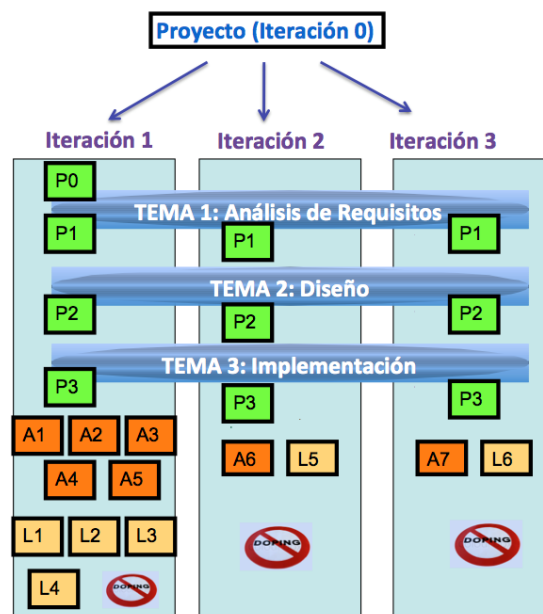 Proyecto (Iteración 0)
Iteración 1 Iteración 2 Iteración 3
P0
TEMA 1: Análisis de Requisitos
P1 P1 P1
TEMA 2: Diseño
P2 P2 P2
TEMA 3: Implementación
P3 P3 P3
A1 A2 A3
A4 A5 A6 L5 A7 L6
L1 L2 L3 DOPING DOPING
L4 DOPING